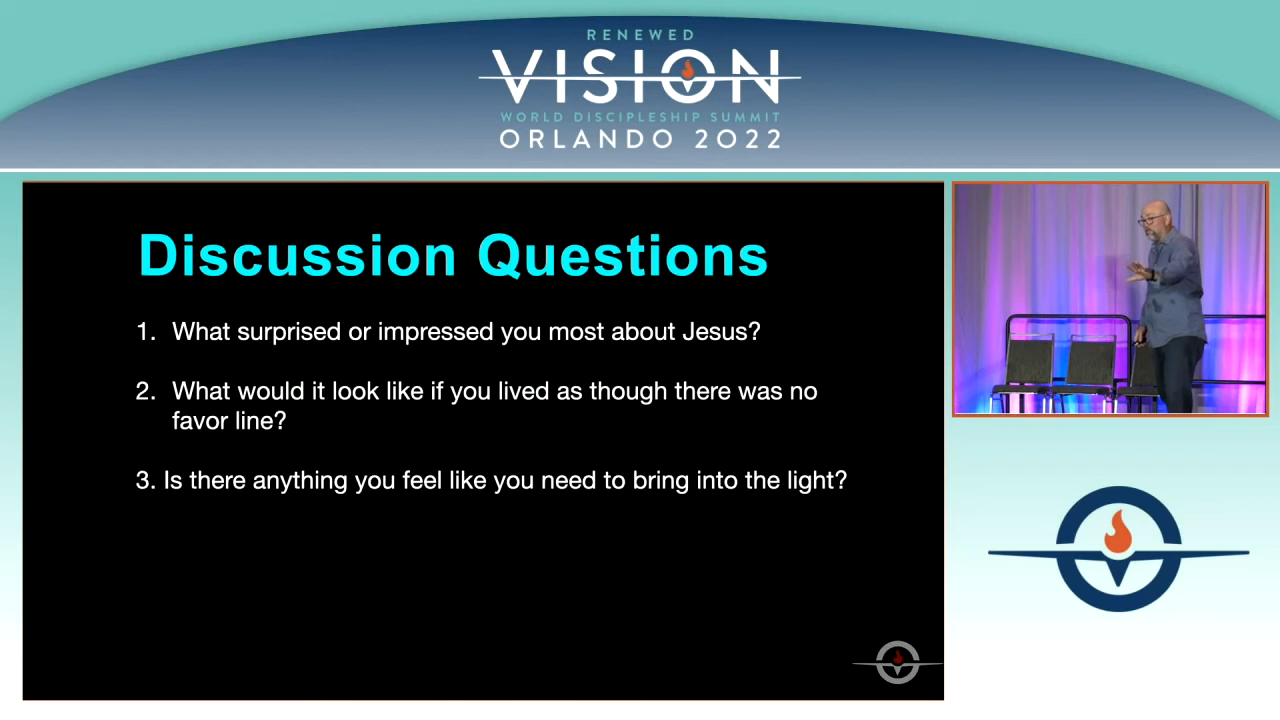 RENEWED
VISION
WORLD DISCIPLESHIP SUMMIT
ORLANDO 2022
Discussion Questions
1. What surprised or impressed you most about Jesus?
2. What would it look like if you lived as though there was no
favor line?
3. Is there anything you feel like you need to bring into the light?